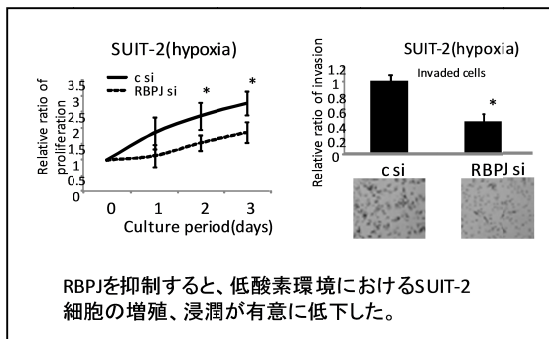 SUIT-2(hypoxia)
Relative ratio of
proliferation
3.5
3
2.5
2
1.5
1
0.5
0
c si
RBPJ si
*
*
0 1 2 3
Culture period(days)
SUIT-2(hypoxia)
Relative ratio of invasion
1.2
1
0.8
0.6
0.4
0.2
0
Invaded cells
*
c si RBPJ si
RBPJを抑制すると、低酸素環境におけるSUIT-2
細胞の増殖、浸潤が有意に低下した。